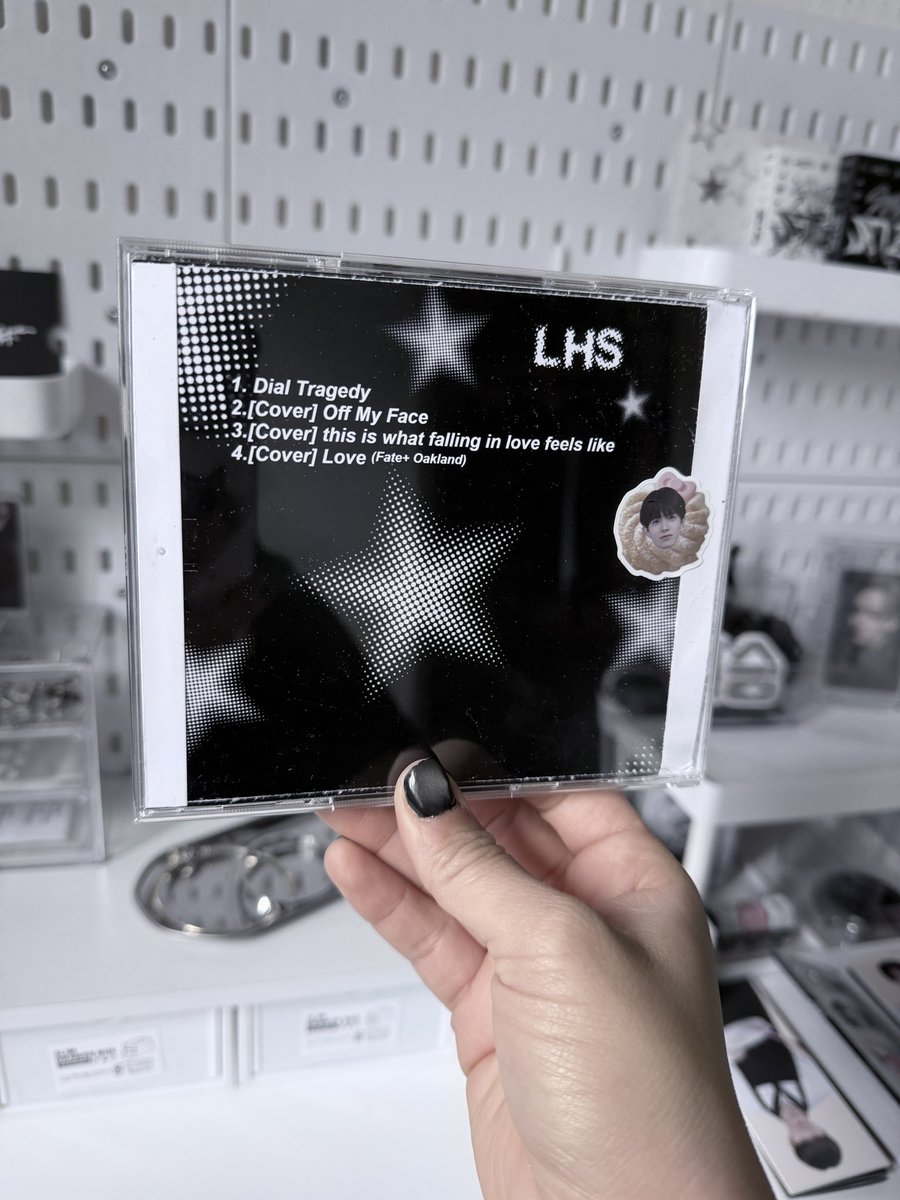 LHS
1. Dial Tragedy
2.[Cover] Off My Face
3.[Cover] this is what falling in love feels like
4.[Cover] Love (Fate+ Oakland)